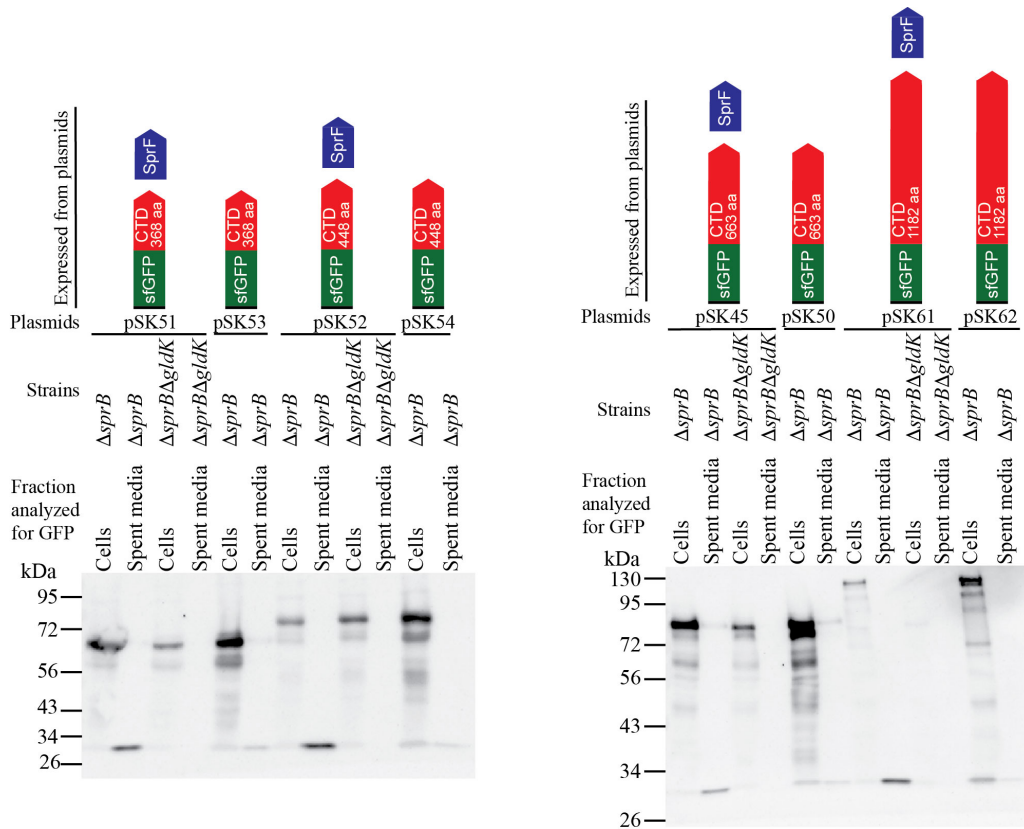 Expressed from plasmids
SprF
CTD
368 aa
sfGFP
CTD
368 aa
sfGFP
SprF
CTD
448 aa
sfGFP
CTD
448 aa
sfGFP
Plasmids
pSK51
pSK53
pSK52
pSK54
Strains
ΔsprB
ΔsprB
ΔsprBΔgldK
ΔsprBΔgldK
ΔsprB
ΔsprB
ΔsprB
ΔsprB
ΔsprBΔgldK
ΔsprBΔgldK
ΔsprB
ΔsprB
Fraction
analyzed
for GFP
Cells
Spent media
Cells
Spent media
Cells
Spent media
Cells
Spent media
Cells
Spent media
Cells
Spent media
kDa
95
72
56
43
34
26
Expressed from plasmids
SprF
CTD
663 aa
sfGFP
CTD
663 aa
sfGFP
SprF
CTD
1182 aa
sfGFP
CTD
1182 aa
sfGFP
Plasmids
pSK45
pSK50
pSK61
pSK62
Strains
ΔsprB
ΔsprB
ΔsprBΔgldK
ΔsprBΔgldK
ΔsprB
ΔsprB
ΔsprB
ΔsprB
ΔsprBΔgldK
ΔsprBΔgldK
ΔsprB
ΔsprB
Fraction
analyzed
for GFP
Cells
Spent media
Cells
Spent media
Cells
Spent media
Cells
Spent media
Cells
Spent media
Cells
Spent media
kDa
130
95
72
56
43
34
26